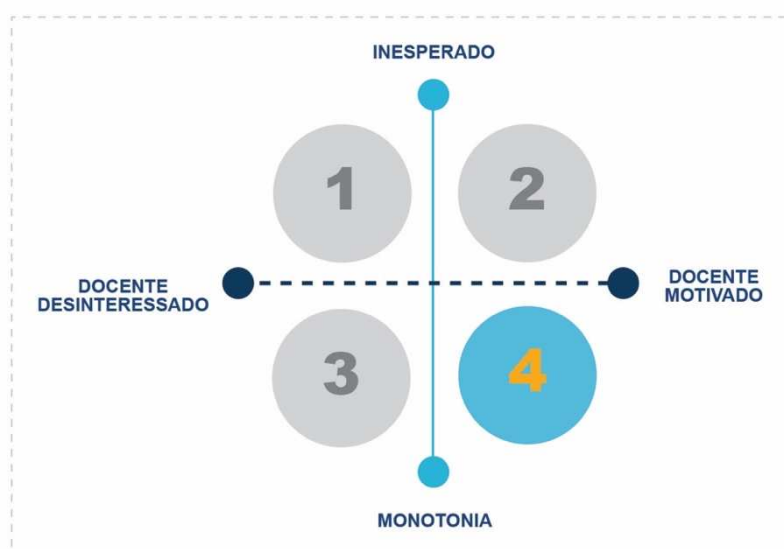 INESPERADO
1
2
DOCENTE
DESINTERESSADO
DOCENTE
MOTIVADO
3
4
MONOTONIA